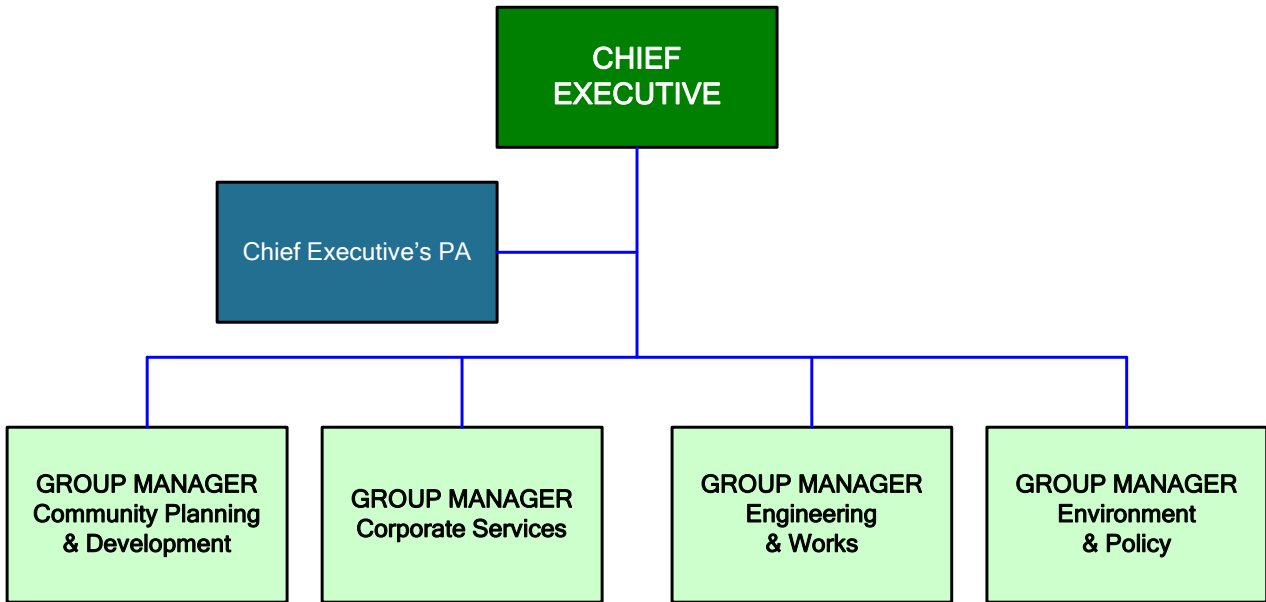 CHIEF
EXECUTIVE
Chief Executive’s PA
GROUP MANAGER
Community Planning
& Development
GROUP MANAGER
Corporate Services
GROUP MANAGER
Engineering
& Works
GROUP MANAGER
Environment
& Policy